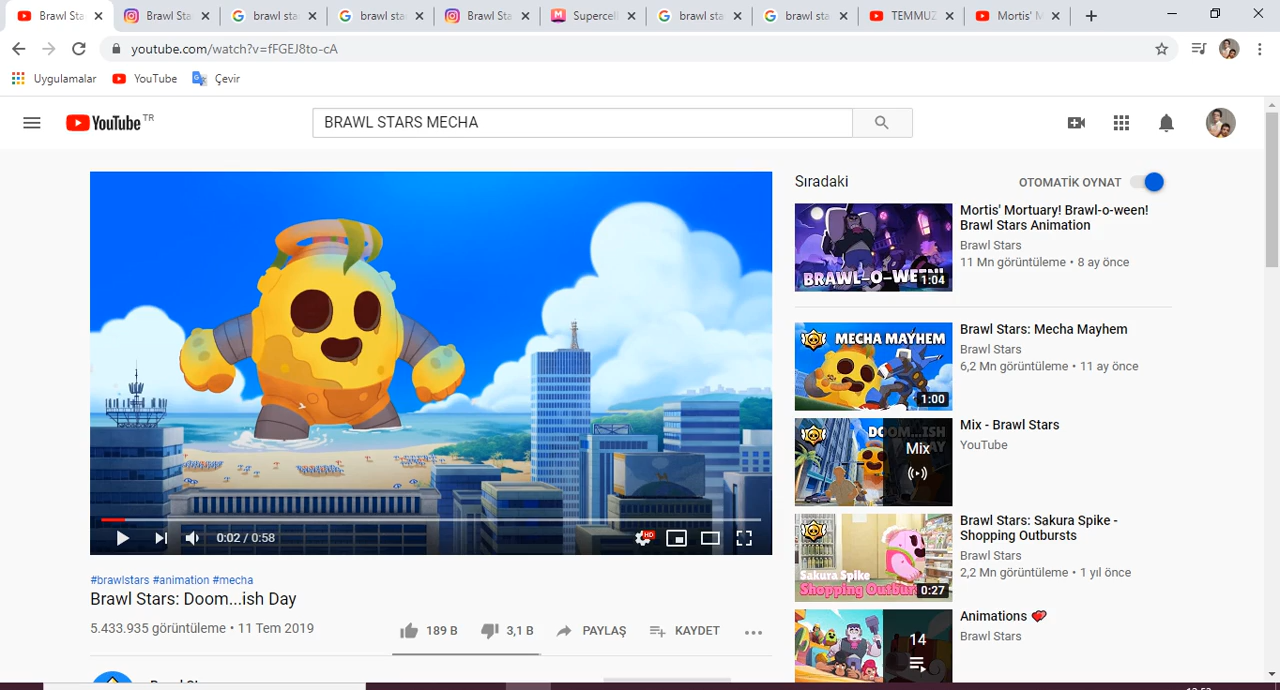 Brawl Sta
Brawl Sta
brawl sta
brawl sta
Brawl Sta
Supercel
brawl sta
brawl sta
TEMMUZ
Mortis' M
youtube.com/watch?v=fFGEJ8to-cA
Uygulamalar
YouTube
Çevir
YouTube TR
BRAWL STARS MECHA
0:02 / 0:58
HD
#brawlstars #animation #mecha
Brawl Stars: Doom...ish Day
5.433.935 görüntüleme • 11 Tem 2019
189 B
3,1 B
PAYLAŞ
KAYDET
Sıradaki
OTOMATİK OYNAT
BRAWL-O-WEEN!
1:04
Mortis' Mortuary! Brawl-o-ween!
Brawl Stars Animation
Brawl Stars
11 Mn görüntüleme • 8 ay önce
MECHA MAYHEM
1:00
Brawl Stars: Mecha Mayhem
Brawl Stars
6,2 Mn görüntüleme • 11 ay önce
DOOM...ISH
DAY
Mix
Mix - Brawl Stars
YouTube
Sakura Spike
Shopping Outbursts
0:27
Brawl Stars: Sakura Spike -
Shopping Outbursts
Brawl Stars
2,2 Mn görüntüleme • 1 yıl önce
14
Animations
Brawl Stars